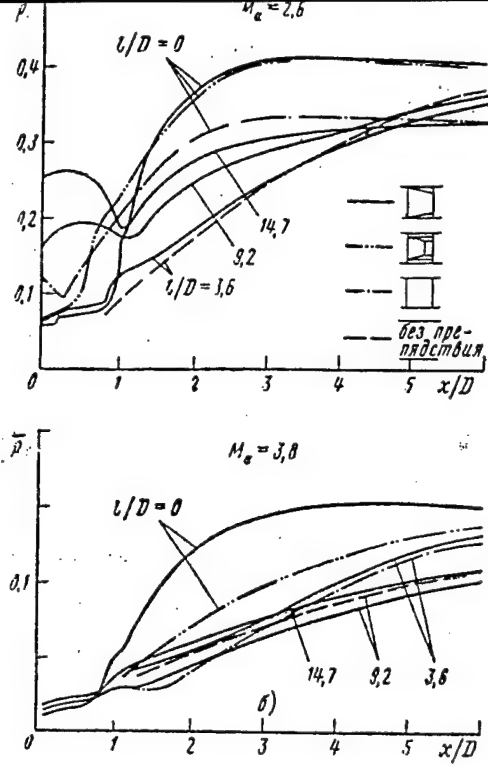 P̄
Mₐ = 2,6
0,4
l/D = 0
0,3
0,2
14,7
9,2
l/D = 3,6
0,1
без пре-
пядствия
0 1 2 3 4 5 x/D
P̄
Mₐ = 3,8
l/D = 0
0,1
14,7 9,2 3,6
б)
0 1 2 3 4 5 x/D